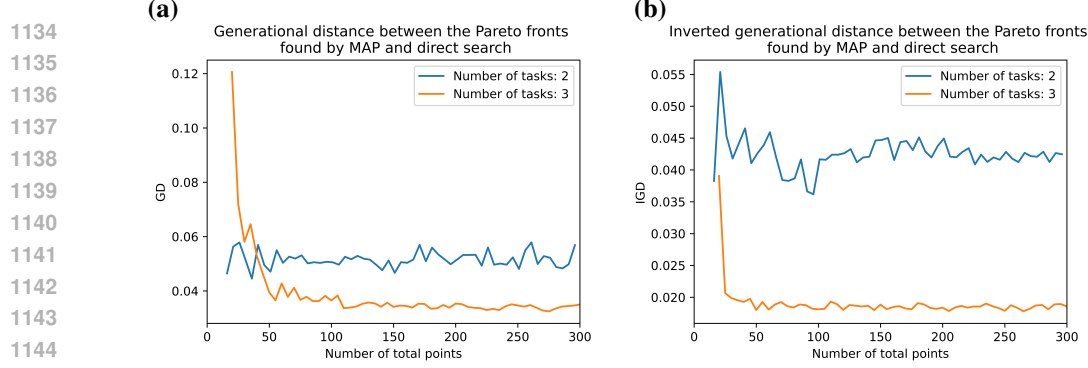 1134
1135
1136
1137
1138
1139
1140
1141
1142
1143
1144
(a)
Generational distance between the Pareto fronts
found by MAP and direct search
0.12
0.10
0.08
0.06
0.04
GD
Number of tasks: 2
Number of tasks: 3
0 50 100 150 200 250 300
Number of total points
(b)
Inverted generational distance between the Pareto fronts
found by MAP and direct search
0.055
0.050
0.045
0.040
0.035
0.030
0.025
0.020
IGD
Number of tasks: 2
Number of tasks: 3
0 50 100 150 200 250 300
Number of total points